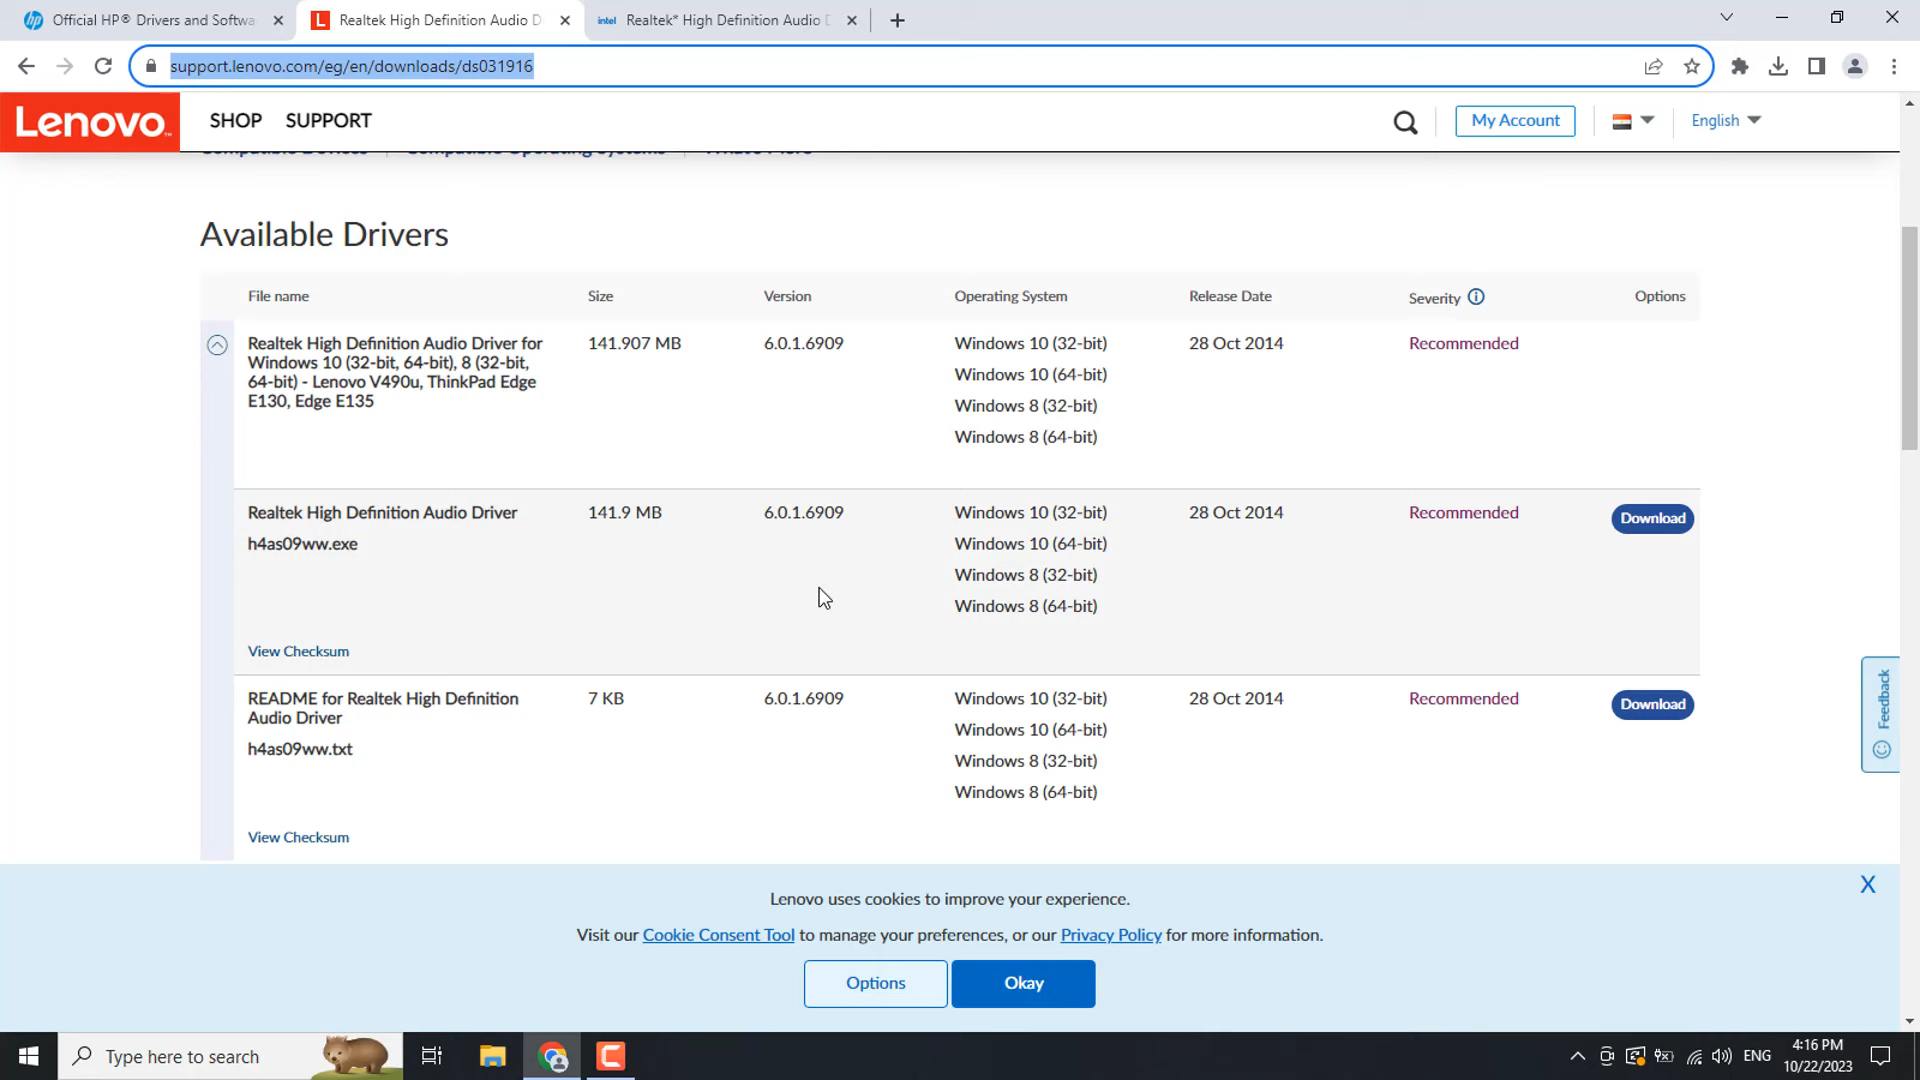 Official HP® Drivers and Softwa
Realtek High Definition Audio D
intel Realtek* High Definition Audio D
support.lenovo.com/eg/en/downloads/ds031916
Lenovo
SHOP SUPPORT
My Account
English
Compatible Devices Compatible Operating Systems What's More
Available Drivers
File name Size Version Operating System Release Date Severity Options
Realtek High Definition Audio Driver for 141.907 MB 6.0.1.6909 Windows 10 (32-bit) 28 Oct 2014 Recommended
Windows 10 (32-bit, 64-bit), 8 (32-bit, Windows 10 (64-bit)
64-bit) - Lenovo V490u, ThinkPad Edge Windows 8 (32-bit)
E130, Edge E135 Windows 8 (64-bit)
Realtek High Definition Audio Driver 141.9 MB 6.0.1.6909 Windows 10 (32-bit) 28 Oct 2014 Recommended Download
h4as09ww.exe Windows 10 (64-bit)
Windows 8 (32-bit)
Windows 8 (64-bit)
View Checksum
README for Realtek High Definition 7 KB 6.0.1.6909 Windows 10 (32-bit) 28 Oct 2014 Recommended Download
Audio Driver Windows 10 (64-bit)
h4as09ww.txt Windows 8 (32-bit)
Windows 8 (64-bit)
View Checksum
Feedback
X
Lenovo uses cookies to improve your experience.
Visit our Cookie Consent Tool to manage your preferences, or our Privacy Policy for more information.
Options Okay
Type here to search
ENG
4:16 PM
10/22/2023